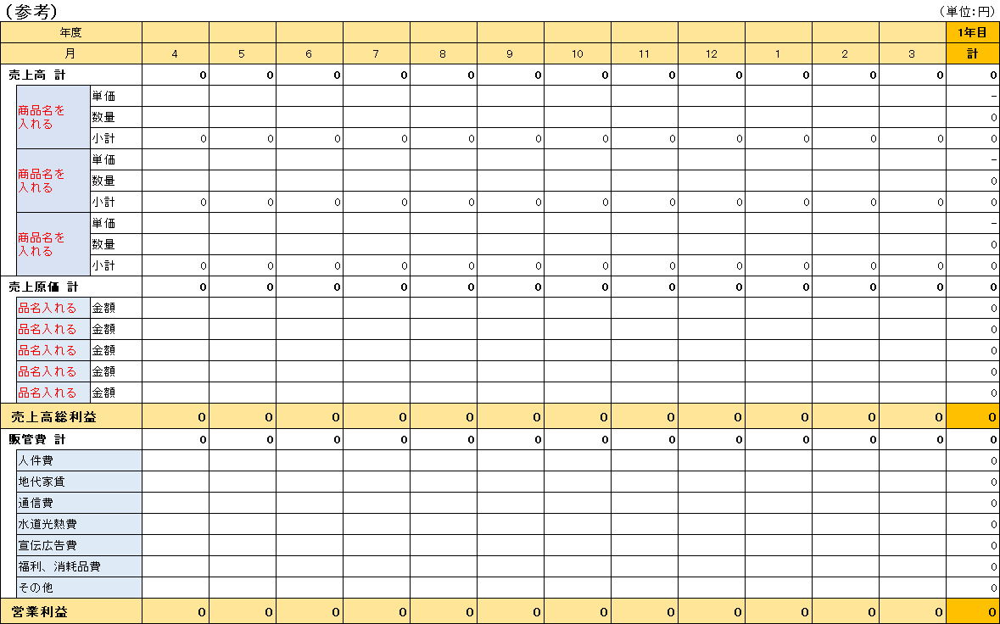 (参考)
（単位：円）
年度 1年目
月 4 5 6 7 8 9 10 11 12 1 2 3 計
売上高 計 0 0 0 0 0 0 0 0 0 0 0 0 0
商品名を
入れる
単価 －
数量 0
小計 0 0 0 0 0 0 0 0 0 0 0 0 0
商品名を
入れる
単価 －
数量 0
小計 0 0 0 0 0 0 0 0 0 0 0 0 0
商品名を
入れる
単価 －
数量 0
小計 0 0 0 0 0 0 0 0 0 0 0 0 0
売上原価 計 0 0 0 0 0 0 0 0 0 0 0 0 0
品名入れる 金額 0
品名入れる 金額 0
品名入れる 金額 0
品名入れる 金額 0
品名入れる 金額 0
売上高総利益 0 0 0 0 0 0 0 0 0 0 0 0 0
販管費 計 0 0 0 0 0 0 0 0 0 0 0 0 0
人件費 0
地代家賃 0
通信費 0
水道光熱費 0
宣伝広告費 0
福利、消耗品費 0
その他 0
営業利益 0 0 0 0 0 0 0 0 0 0 0 0 0